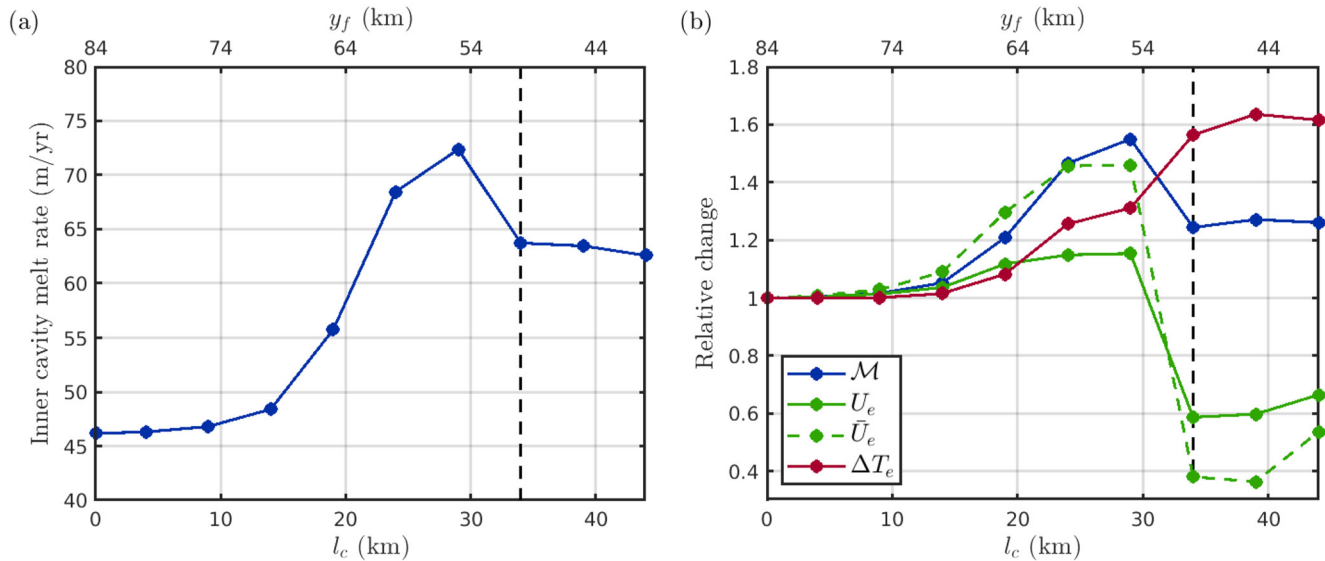 (a)
y_f (km)
84 74 64 54 44
80
75
70
65
60
55
50
45
40
Inner cavity melt rate (m/yr)
0 10 20 30 40
l_c (km)
(b)
y_f (km)
84 74 64 54 44
1.8
1.6
1.4
1.2
1
0.8
0.6
0.4
Relative change
ℳ
U_e
Ū_e
ΔT_e
0 10 20 30 40
l_c (km)